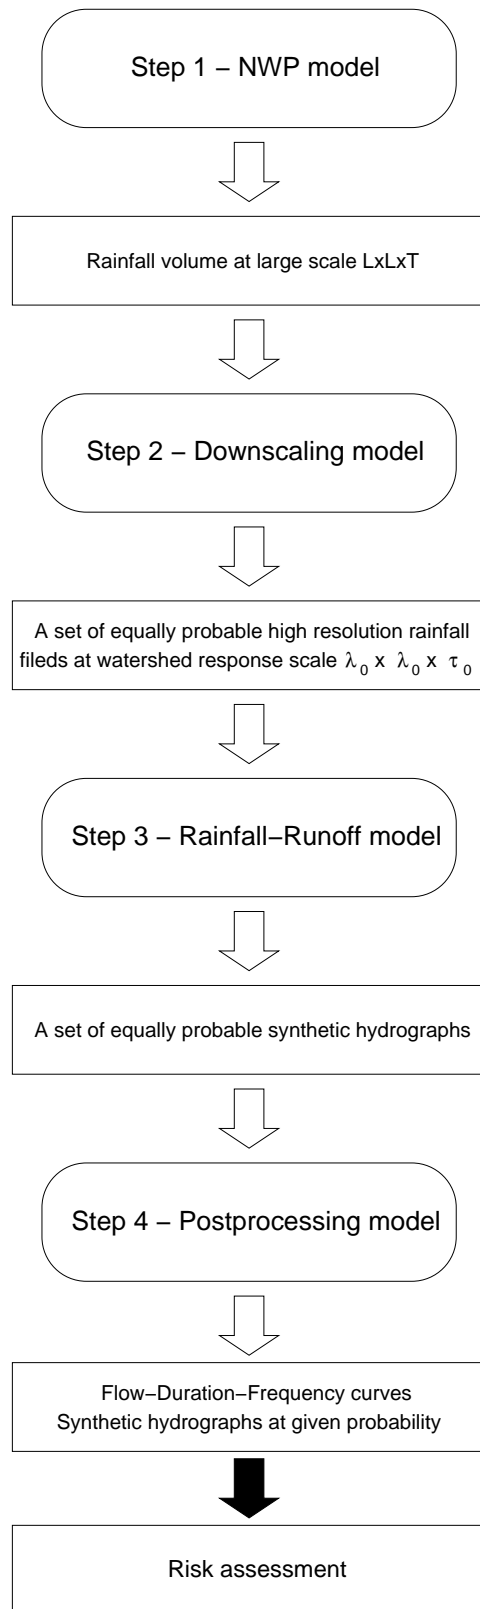 Step 1 – NWP model
Rainfall volume at large scale LxLxT
Step 2 – Downscaling model
A set of equally probable high resolution rainfall
fileds at watershed response scale λ₀ x λ₀ x τ₀
Step 3 – Rainfall–Runoff model
A set of equally probable synthetic hydrographs
Step 4 – Postprocessing model
Flow–Duration–Frequency curves
Synthetic hydrographs at given probability
Risk assessment